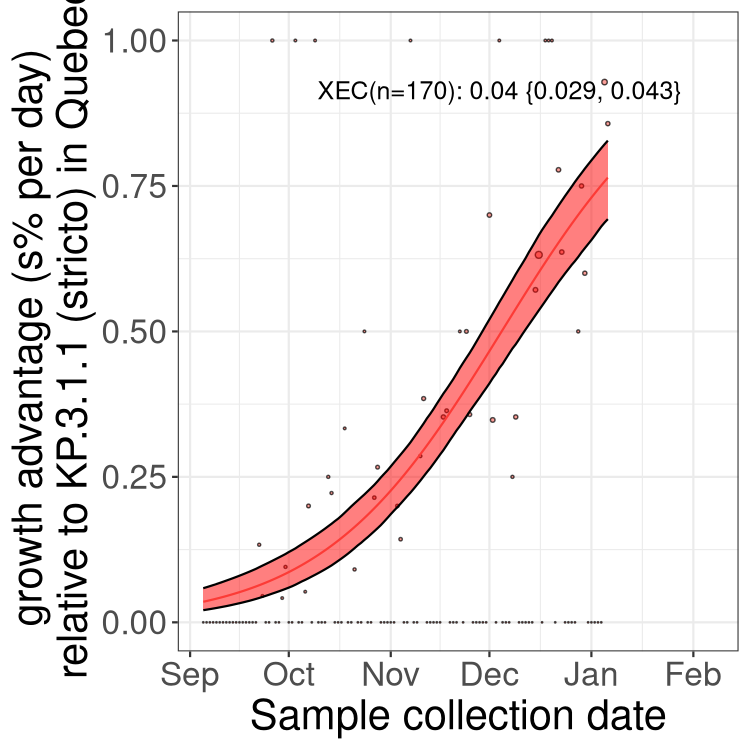 growth advantage (s% per day)
relative to KP.3.1.1 (stricto) in Quebec
1.00
0.75
0.50
0.25
0.00
XEC(n=170): 0.04 {0.029, 0.043}
Sep Oct Nov Dec Jan Feb
Sample collection date